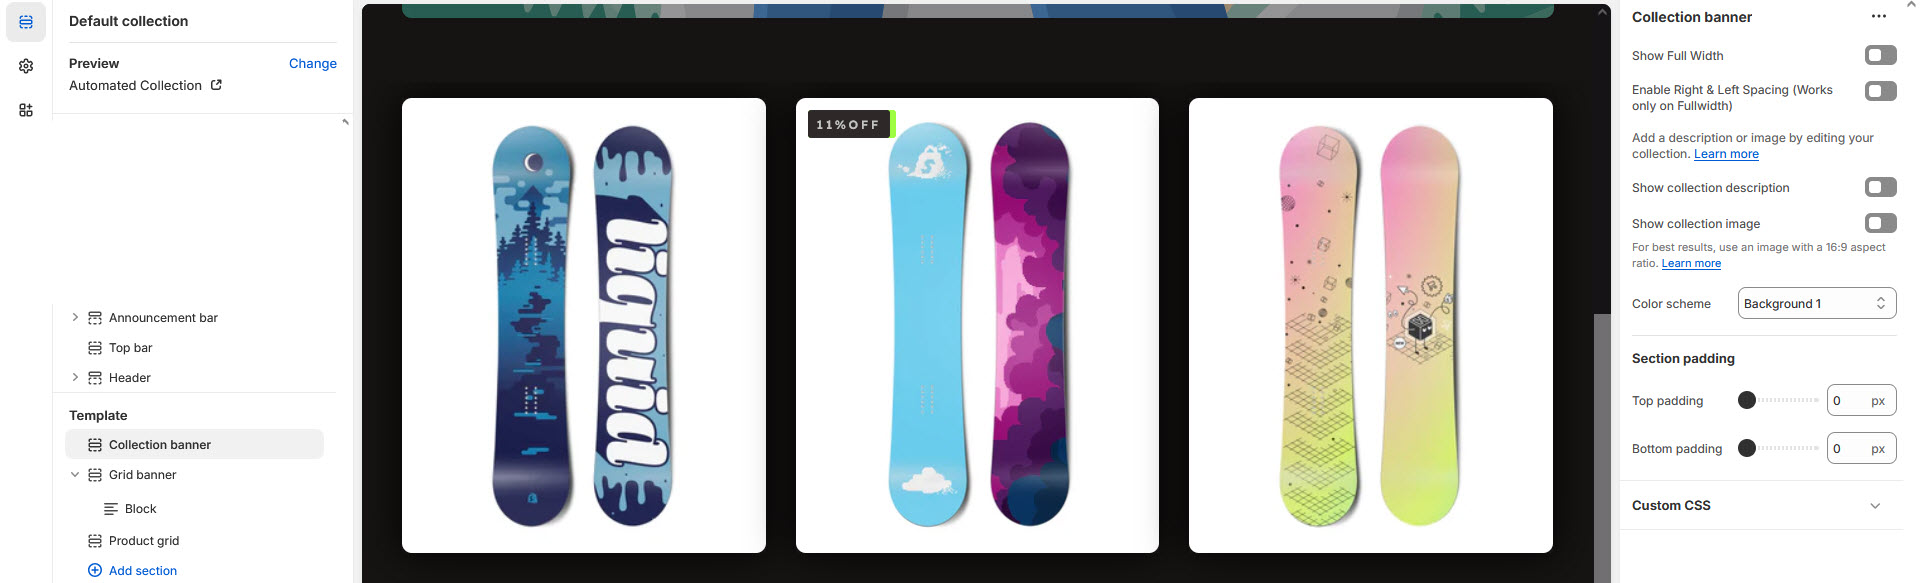 Default collection
Preview
Change
Automated Collection
Announcement bar
Top bar
Header
Template
Collection banner
Grid banner
Block
Product grid
Add section
liquid
11%OFF
S
Collection banner
Show Full Width
Enable Right & Left Spacing (Works
only on Fullwidth)
Add a description or image by editing your
collection. Learn more
Show collection description
Show collection image
For best results, use an image with a 16:9 aspect
ratio. Learn more
Color scheme
Background 1
Section padding
Top padding
0 px
Bottom padding
0 px
Custom CSS